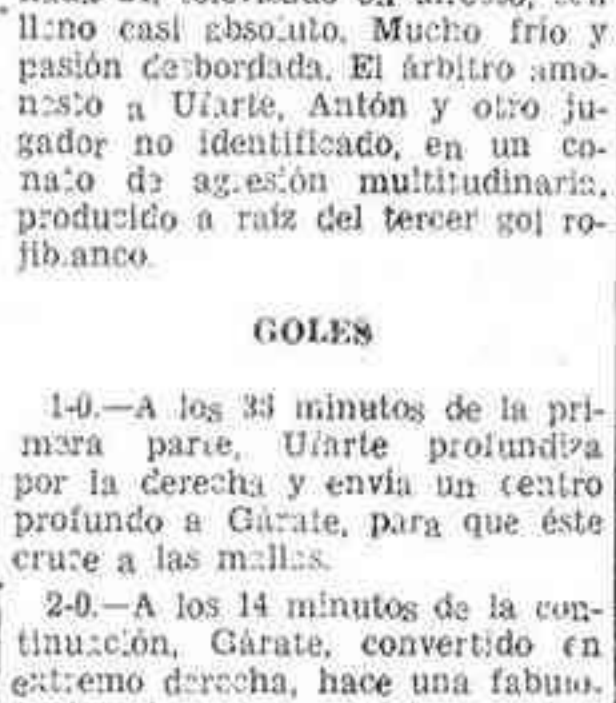 lleno casi absoluto. Mucho frío y
pasión desbordada. El árbitro amo-
nestó a Ufarte, Antón y otro ju-
gador no identificado, en un co-
nato de agresión multitudinaria,
producido a raíz del tercer gol ro-
jiblanco.
GOLES
1-0.—A los 33 minutos de la pri-
mera parte, Ufarte profundiza
por la derecha y envía un centro
profundo a Gárate, para que éste
cruce a las mallas.
2-0.—A los 14 minutos de la con-
tinuación, Gárate, convertido en
extremo derecha, hace una fabulo-